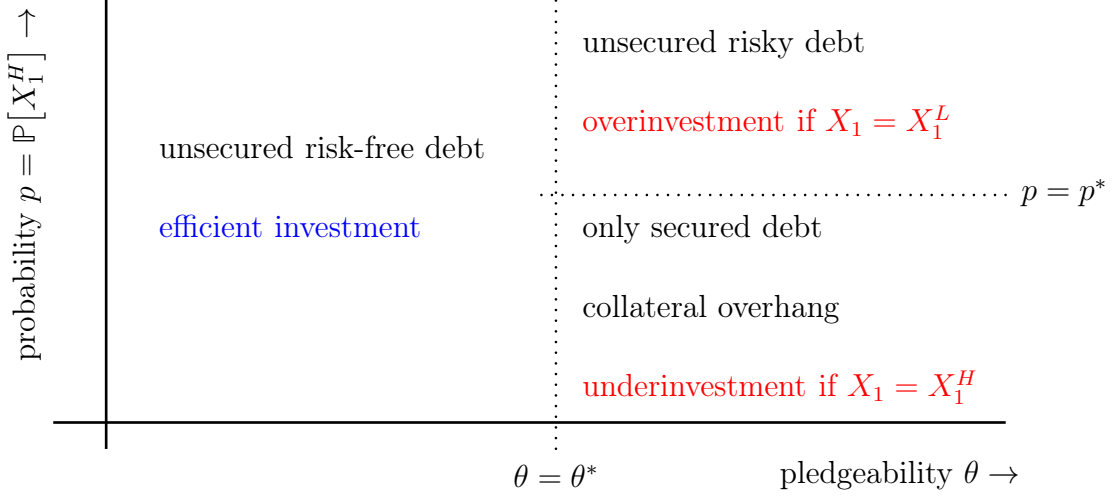 probability p = ℙ[X₁ᴴ] →
unsecured risky debt
overinvestment if X₁ = X₁ᴸ
unsecured risk-free debt
p = p*
efficient investment
only secured debt
collateral overhang
underinvestment if X₁ = X₁ᴴ
θ = θ*
pledgeability θ →